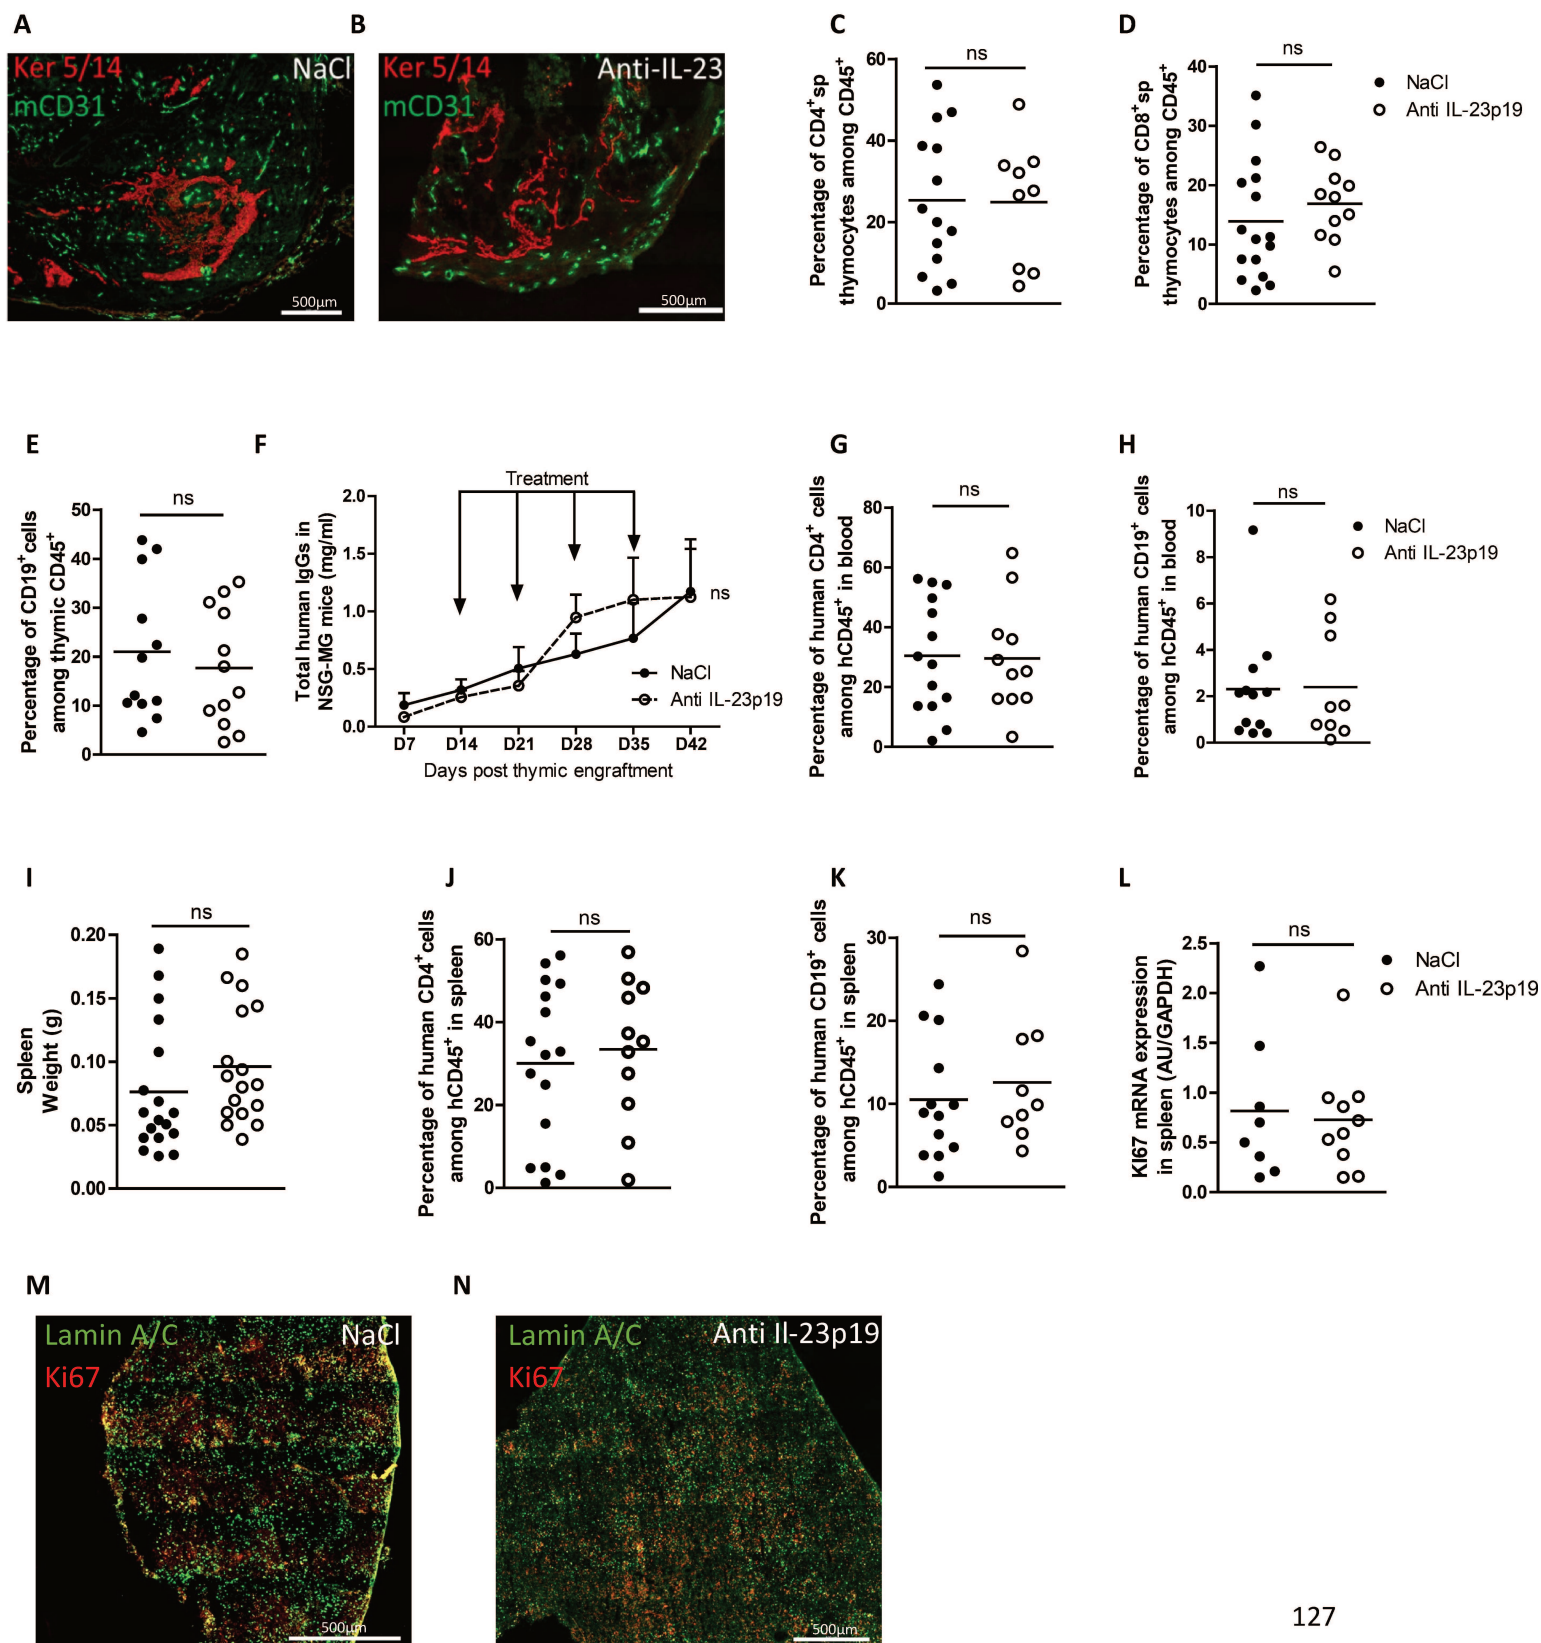 A
B
C
D
Ker 5/14
NaCl
mCD31
500µm
Ker 5/14
Anti-IL-23
mCD31
500µm
Percentage of CD4+sp
thymocytes among CD45+
60
40
20
0
ns
Percentage of CD8+sp
thymocytes among CD45+
40
30
20
10
0
ns
NaCl
Anti IL-23p19
E
F
G
H
Percentage of CD19+cells
among thymic CD45+
50
40
30
20
10
0
ns
Total human IgGs in
NSG-MG mice (mg/ml)
2.0
1.5
1.0
0.5
0.0
Treatment
ns
NaCl
Anti IL-23p19
D7 D14 D21 D28 D35 D42
Days post thymic engraftment
Percentage of human CD4+ cells
among hCD45+ in blood
80
60
40
20
0
ns
Percentage of human CD19+ cells
among hCD45+ in blood
10
8
6
4
2
0
ns
NaCl
Anti IL-23p19
I
J
K
L
Spleen
Weight (g)
0.20
0.15
0.10
0.05
0.00
ns
Percentage of human CD4+cells
among hCD45+ in spleen
60
40
20
0
ns
Percentage of human CD19+ cells
among hCD45+ in spleen
30
20
10
0
ns
KI67 mRNA expression
in spleen (AU/GAPDH)
2.5
2.0
1.5
1.0
0.5
0.0
ns
NaCl
Anti IL-23p19
M
N
Lamin A/C
NaCl
Ki67
500µm
Lamin A/C
Anti Il-23p19
Ki67
500µm
127